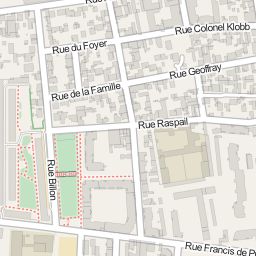 Rue Colonel Klobb
Rue du Foyer
Rue Geoffray
Rue de la Famille
Rue Raspail
Rue Billon
Rue Francis de